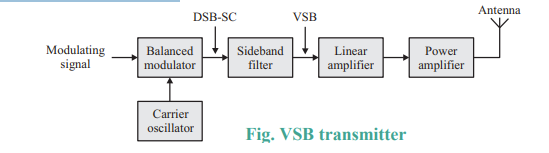 Antenna
DSB-SC
VSB
Modulating
signal
Balanced
modulator
Sideband
filter
Linear
amplifier
Power
amplifier
Carrier
oscillator
Fig. VSB transmitter